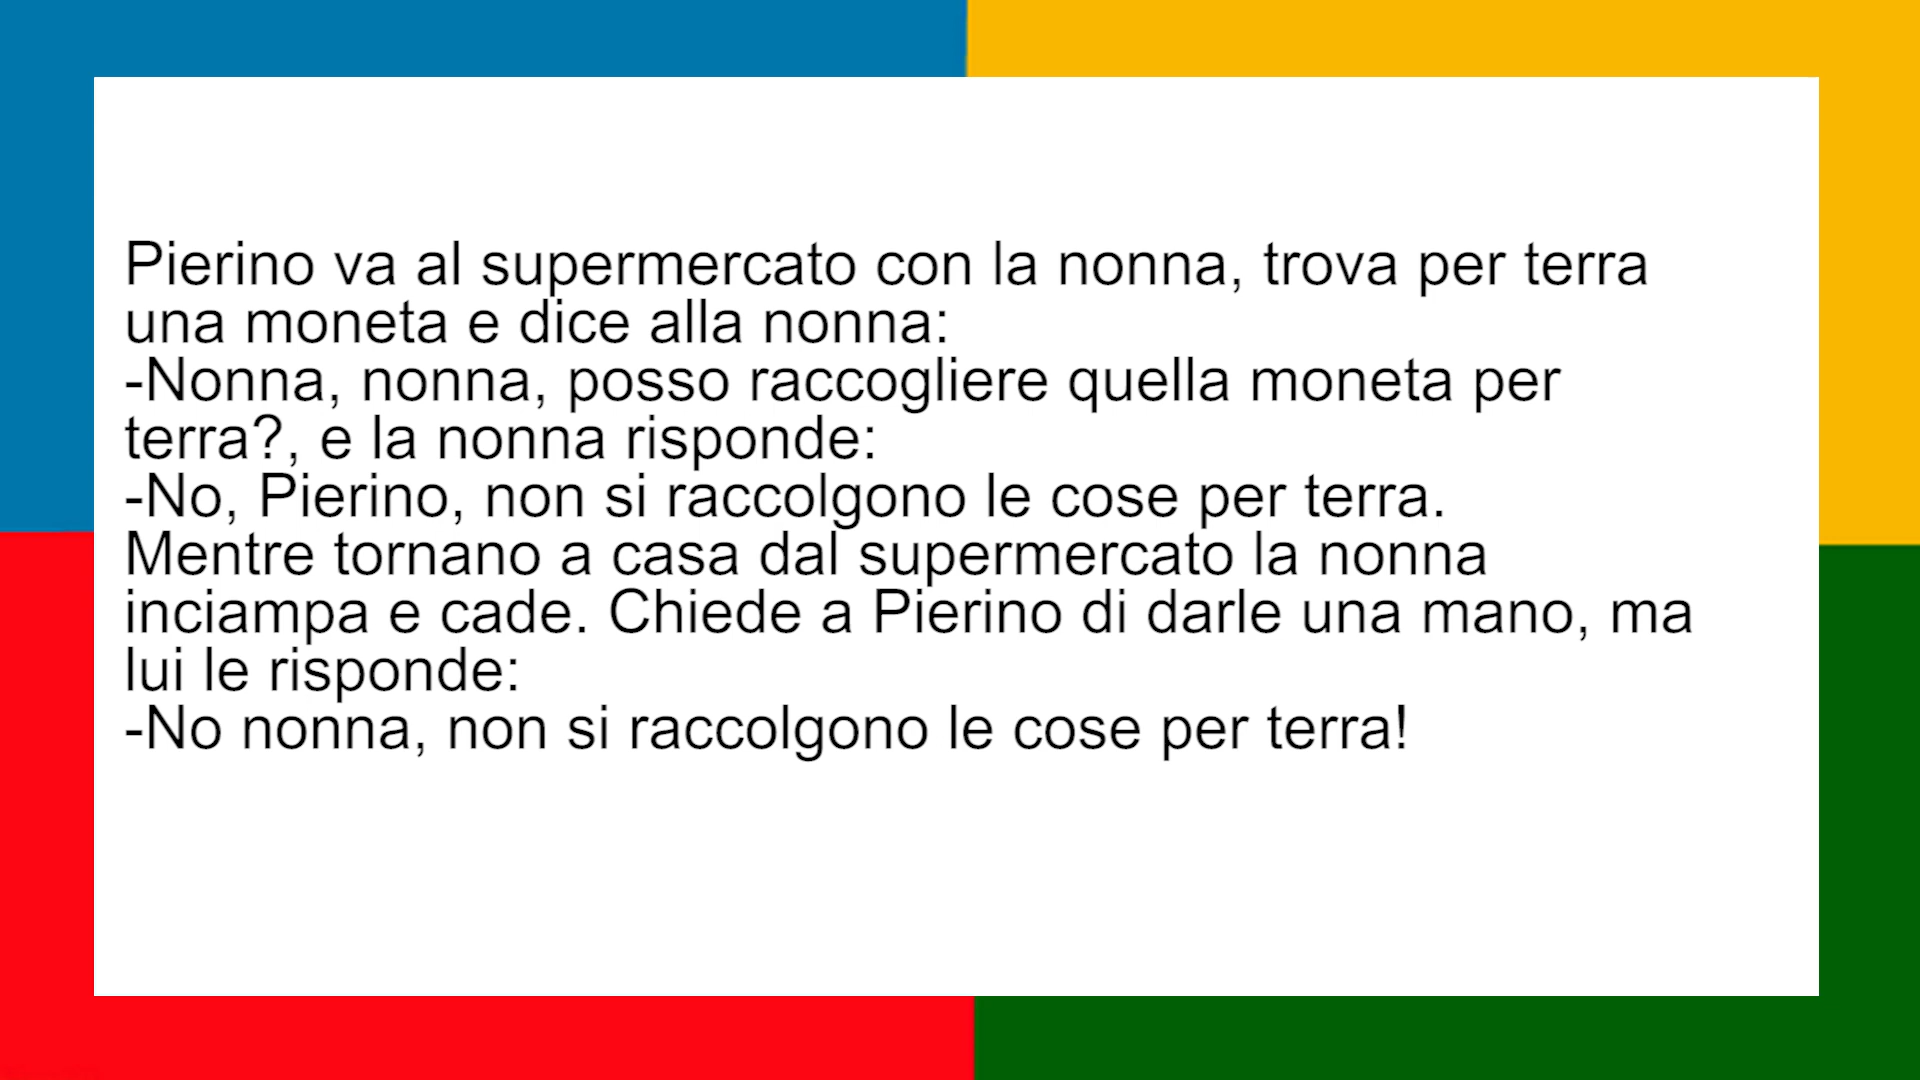 Pierino va al supermercato con la nonna, trova per terra
una moneta e dice alla nonna:
-Nonna, nonna, posso raccogliere quella moneta per
terra?, e la nonna risponde:
-No, Pierino, non si raccolgono le cose per terra.
Mentre tornano a casa dal supermercato la nonna
inciampa e cade. Chiede a Pierino di darle una mano, ma
lui le risponde:
-No nonna, non si raccolgono le cose per terra!